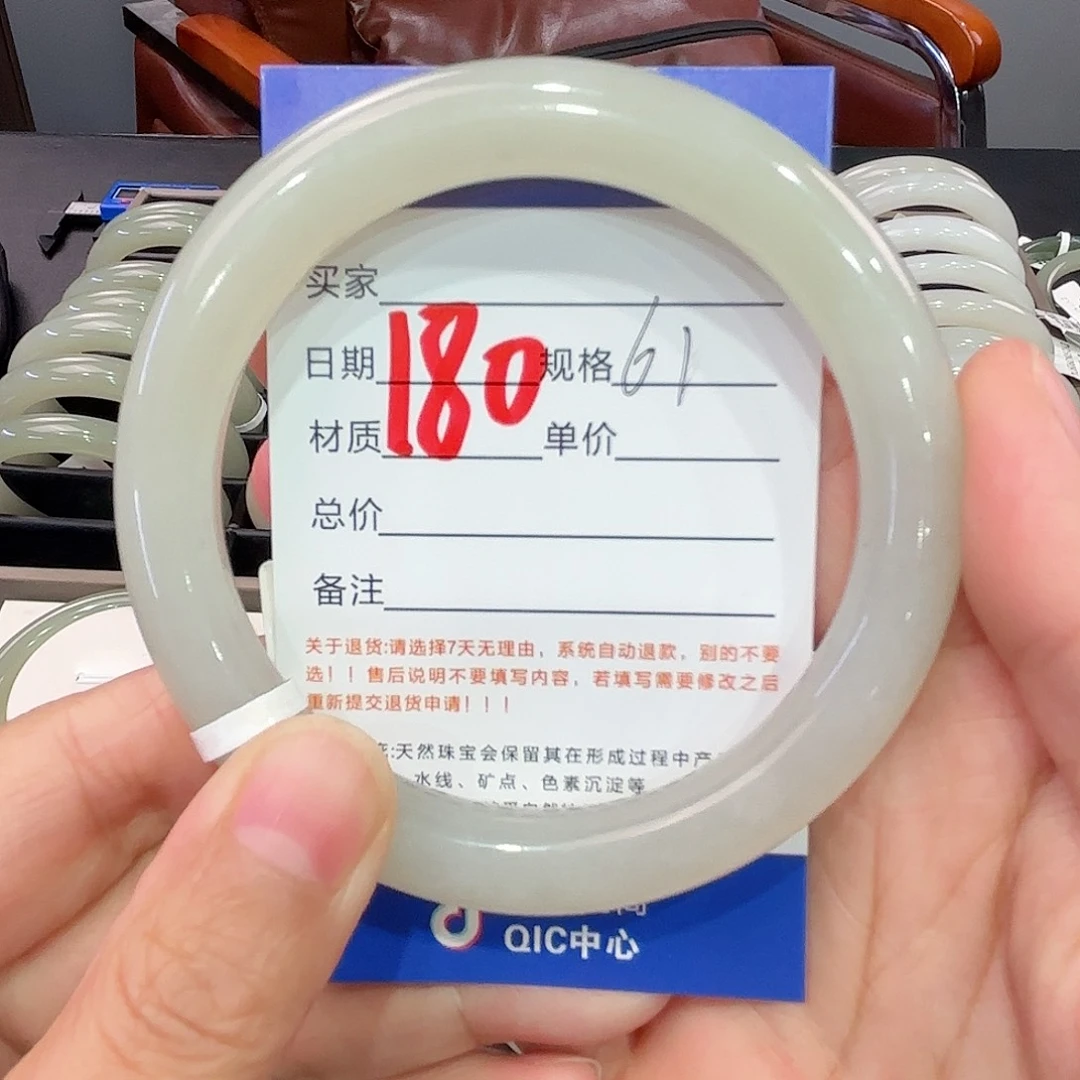 买家
日期 180 规格 61
材质 单价
总价
备注
关于退货:请选择7天无理由，系统自动退款，别的不要
选！！售后说明不要填写内容，若填写需要修改之后
重新提交退货申请！！！
:天然珠宝会保留其在形成过程中产
水线、矿点、色素沉淀等
QIC中心